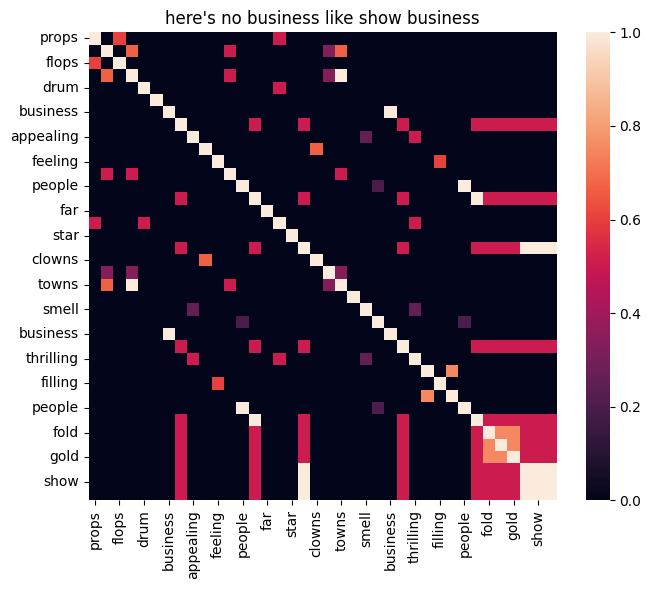 here's no business like show business
props
flops
drum
business
appealing
feeling
people
far
star
clowns
towns
smell
business
thrilling
filling
people
fold
gold
show
props
flops
drum
business
appealing
feeling
people
far
star
clowns
towns
smell
business
thrilling
filling
people
fold
gold
show
1.0
0.8
0.6
0.4
0.2
0.0